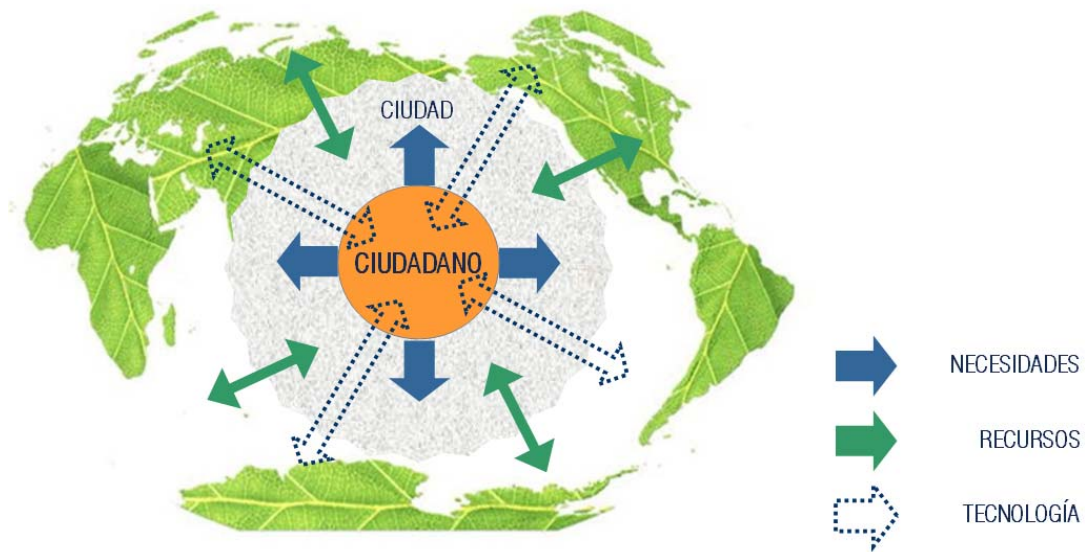 CIUDAD
CIUDADANO
NECESIDADES
RECURSOS
TECNOLOGÍA